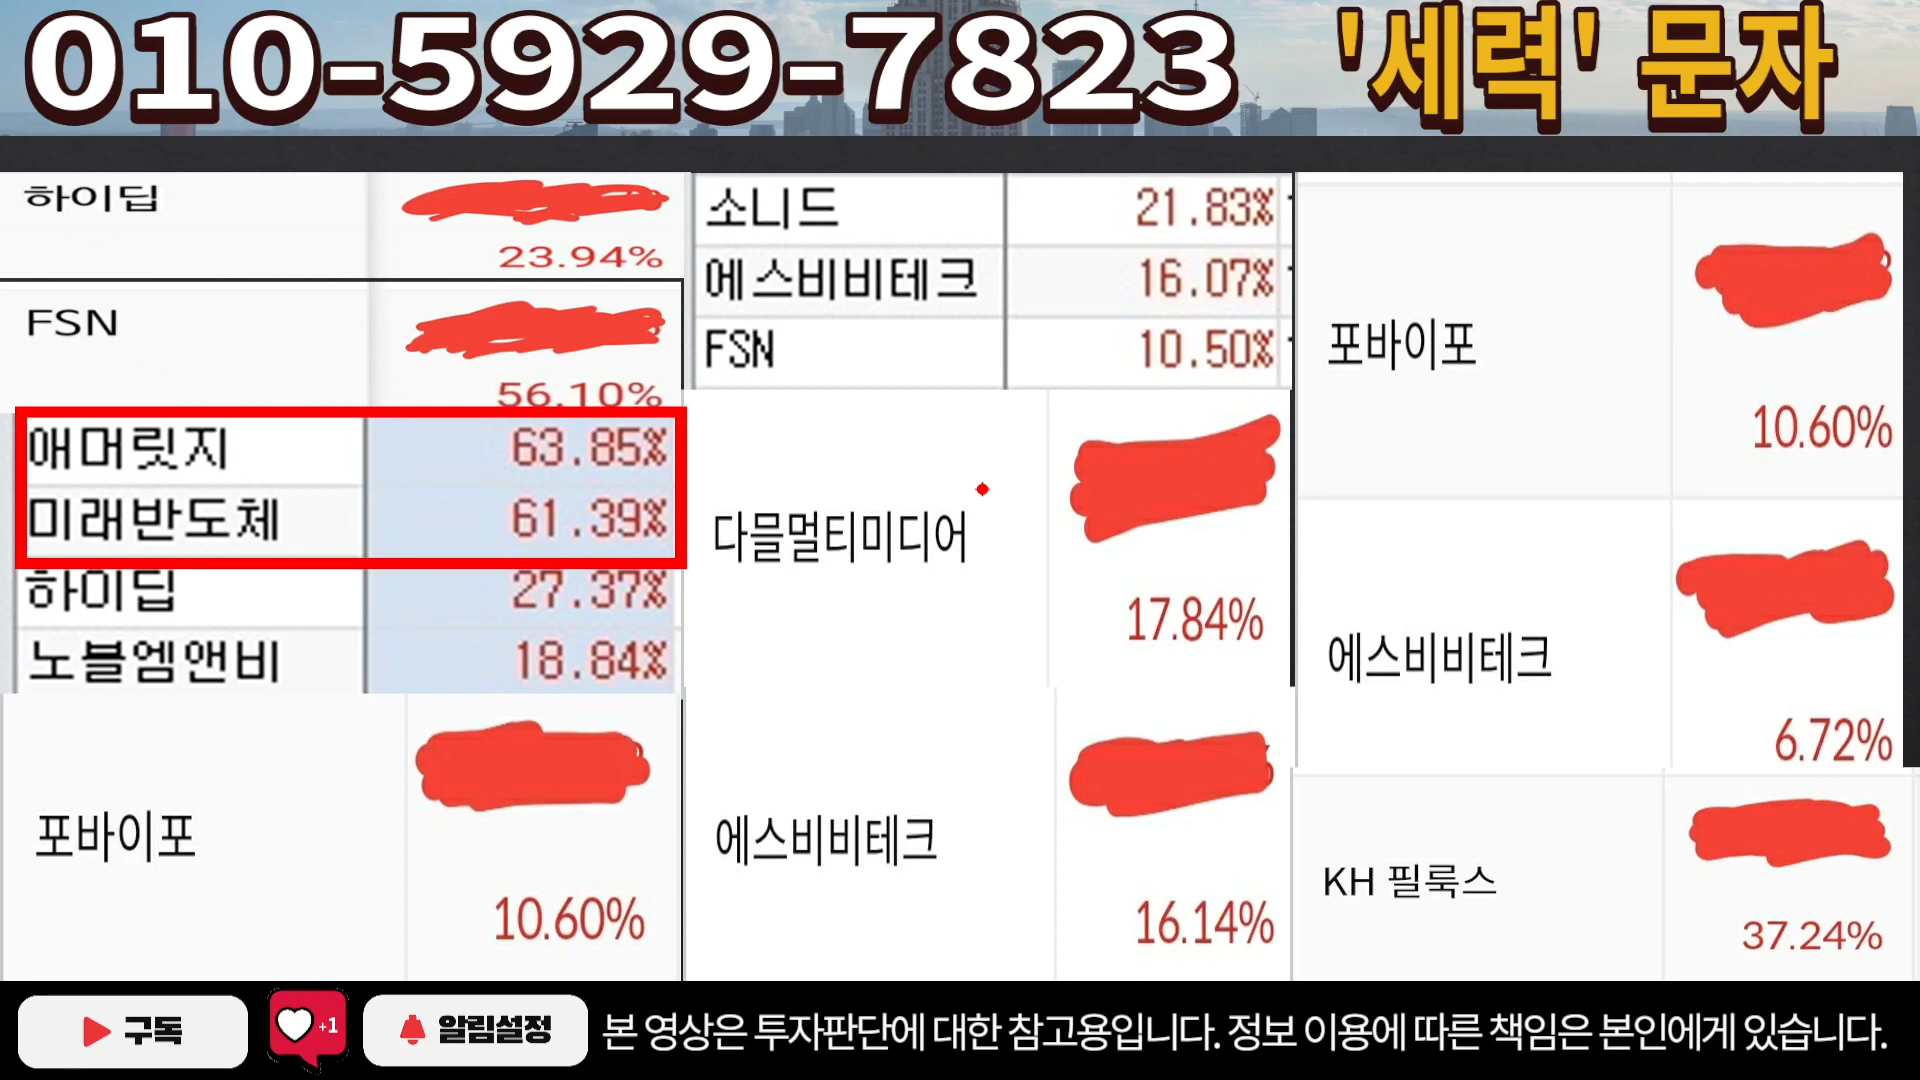 010-5929-7823 '세력' 문자
하이딥
23.94%
FSN
56.10%
애머릿지 63.85%
미래반도체 61.39%
하이딥 27.37%
노블엠앤비 18.84%
포바이포
10.60%
소니드 21.83%
에스비비테크 16.07%
FSN 10.50%
다믈멀티미디어
17.84%
에스비비테크
16.14%
포바이포
10.60%
에스비비테크
6.72%
KH 필룩스
37.24%
구독 +1 알림설정 본 영상은 투자판단에 대한 참고용입니다. 정보 이용에 따른 책임은 본인에게 있습니다.